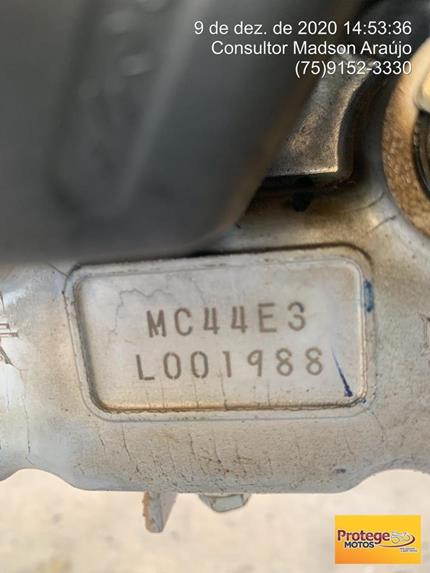 9 de dez. de 2020 14:53:36
Consultor Madson Araújo
(75)9152-3330
MC44E3
L001988
Protege
MOTOS